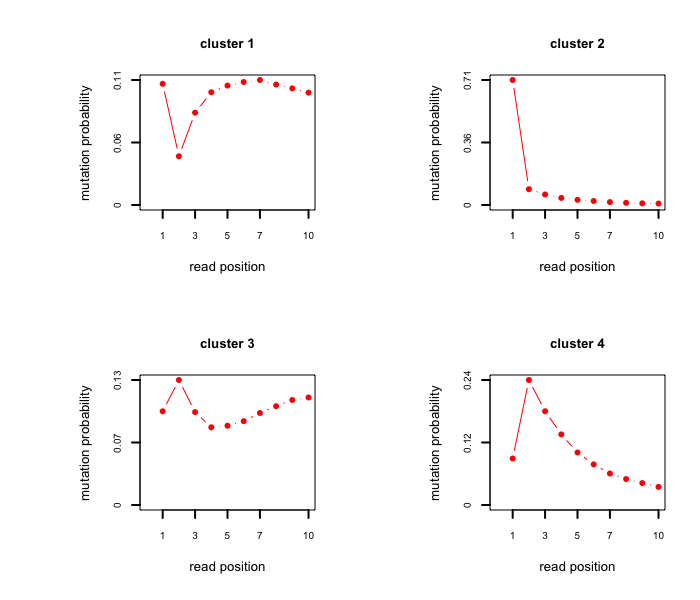 cluster 1
mutation probability
0.11
0.06
0
1 3 5 7 10
read position
cluster 2
mutation probability
0.71
0.36
0
1 3 5 7 10
read position
cluster 3
mutation probability
0.13
0.07
0
1 3 5 7 10
read position
cluster 4
mutation probability
0.24
0.12
0
1 3 5 7 10
read position